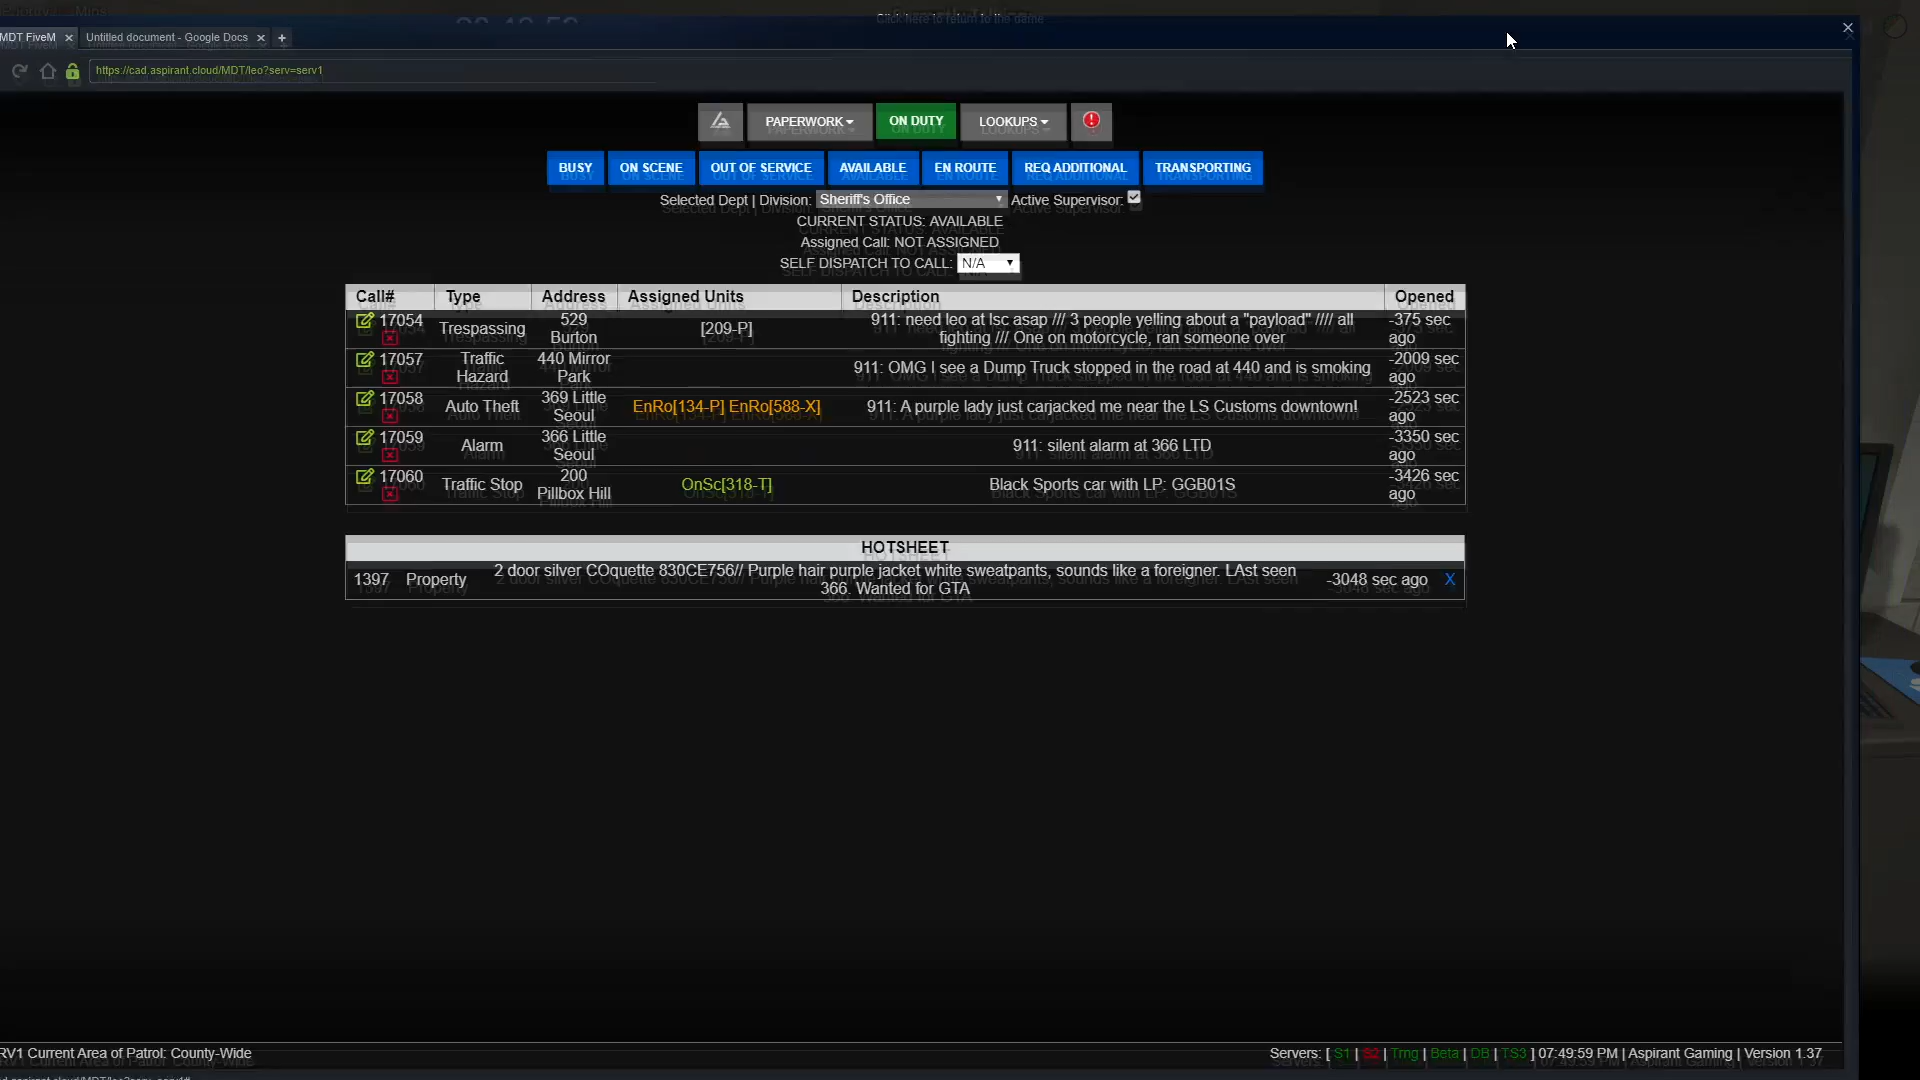 Click here to return to the game
MDT FiveM
Untitled document - Google Docs
https://cad.aspirant.cloud/MDT/leo?serv=serv1
PAPERWORK
ON DUTY
LOOKUPS
BUSY
ON SCENE
OUT OF SERVICE
AVAILABLE
EN ROUTE
REQ ADDITIONAL
TRANSPORTING
Selected Dept | Division: Sheriff's Office Active Supervisor:
CURRENT STATUS: AVAILABLE
Assigned Call: NOT ASSIGNED
SELF DISPATCH TO CALL: N/A
Call# Type Address Assigned Units Description Opened
17054 Trespassing 529 Burton [209-P] 911: need leo at lsc asap /// 3 people yelling about a "payload" //// all fighting /// One on motorcycle, ran someone over -375 sec ago
17057 Traffic Hazard 440 Mirror Park 911: OMG I see a Dump Truck stopped in the road at 440 and is smoking -2009 sec ago
17058 Auto Theft 369 Little Seoul EnRo[134-P] EnRo[588-X] 911: A purple lady just carjacked me near the LS Customs downtown! -2523 sec ago
17059 Alarm 366 Little Seoul 911: silent alarm at 366 LTD -3350 sec ago
17060 Traffic Stop 200 Pillbox Hill OnSc[318-T] Black Sports car with LP: GGB01S -3426 sec ago
HOTSHEET
1397 Property 2 door silver COquette 830CE756// Purple hair purple jacket white sweatpants, sounds like a foreigner. LAst seen 366. Wanted for GTA -3048 sec ago X
RV1 Current Area of Patrol: County-Wide
Servers: [ S1 | S2 | Trng | Beta | DB | TS3 ] 07:49:59 PM | Aspirant Gaming | Version 1.37